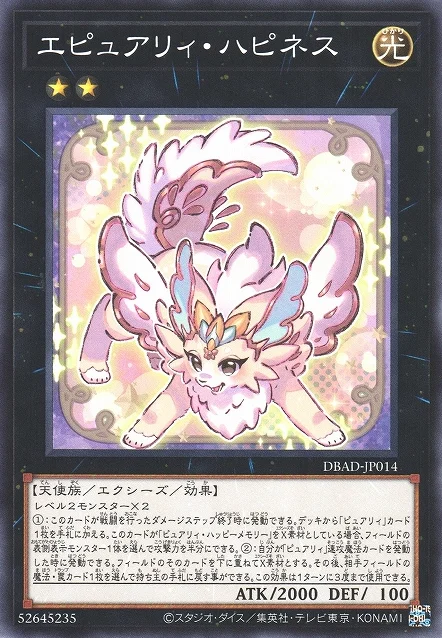 エピュアリィ・ハピネス
光
DBAD-JP014
【天使族／エクシーズ／効果】
レベル2モンスター×2
①：このカードが戦闘を行ったダメージステップ終了時に発動できる。デッキから「ピュアリィ」カード
1枚を手札に加える。このカードが「ピュアリィ・ハッピーメモリー」をX素材としている場合、フィールドの
表側表示モンスター1体を選んで攻撃力を半分にできる。②：自分が「ピュアリィ」速攻魔法カードを発動
した時に発動できる。フィールドのそのカードを下に重ねてX素材とする。その後、相手フィールドの
魔法・罠カード1枚を選んで持ち主の手札に戻す事ができる。この効果は1ターンに3度まで使用できる。
ATK/2000 DEF/ 100
52645235
©スタジオ・ダイス／集英社・テレビ東京・KONAMI